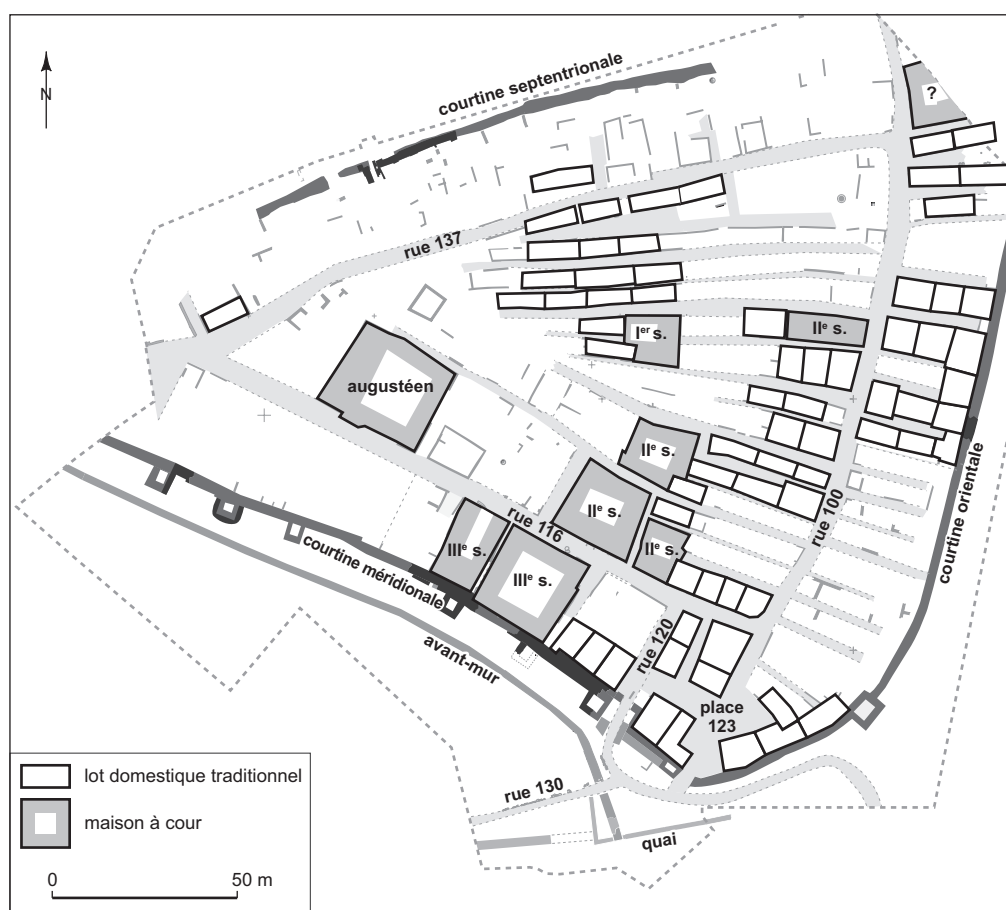 N
courtine septentrionale
?
rue 137
Iᵉʳ s.
IIᵉ s.
augustéen
IIᵉ s.
rue 100
courtine orientale
IIᵉ s.
rue 116
IIᵉ s.
IIIᵉ s.
IIIᵉ s.
courtine méridionale
rue 120
avant-mur
place
123
lot domestique traditionnel
maison à cour
rue 130
quai
0 50 m